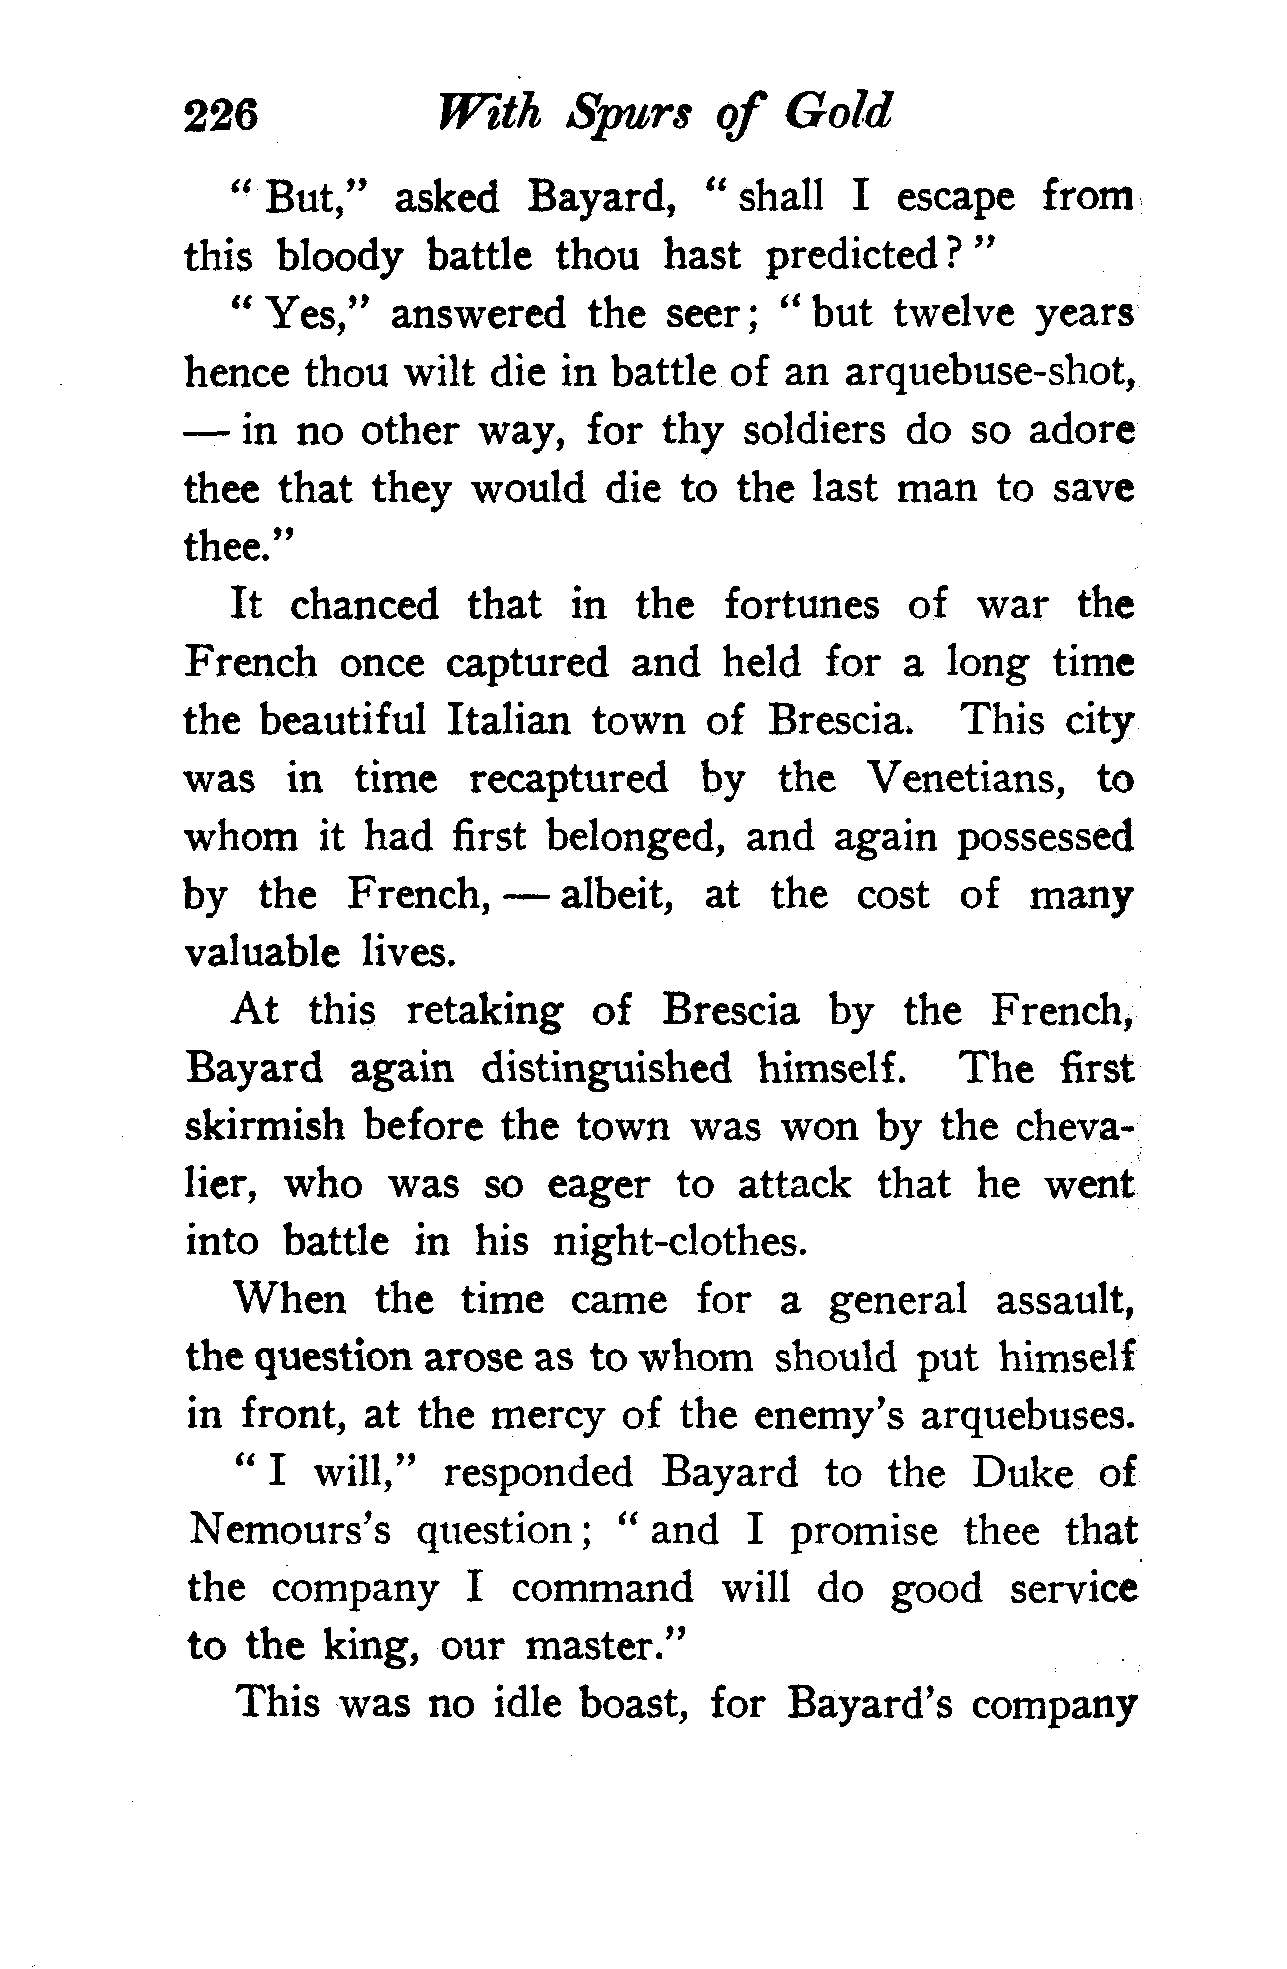 226 With Spurs of Gold
“ But,” asked Bayard, “ shall I escape from
this bloody battle thou hast predicted ? ”
“ Yes,” answered the seer ; “ but twelve years
hence thou wilt die in battle of an arquebuse-shot,
— in no other way, for thy soldiers do so adore
thee that they would die to the last man to save
thee.”
It chanced that in the fortunes of war the
French once captured and held for a long time
the beautiful Italian town of Brescia. This city
was in time recaptured by the Venetians, to
whom it had first belonged, and again possessed
by the French, — albeit, at the cost of many
valuable lives.
At this retaking of Brescia by the French,
Bayard again distinguished himself. The first
skirmish before the town was won by the cheva-
lier, who was so eager to attack that he went
into battle in his night-clothes.
When the time came for a general assault,
the question arose as to whom should put himself
in front, at the mercy of the enemy’s arquebuses.
“ I will,” responded Bayard to the Duke of
Nemours’s question ; “ and I promise thee that
the company I command will do good service
to the king, our master.”
This was no idle boast, for Bayard’s company